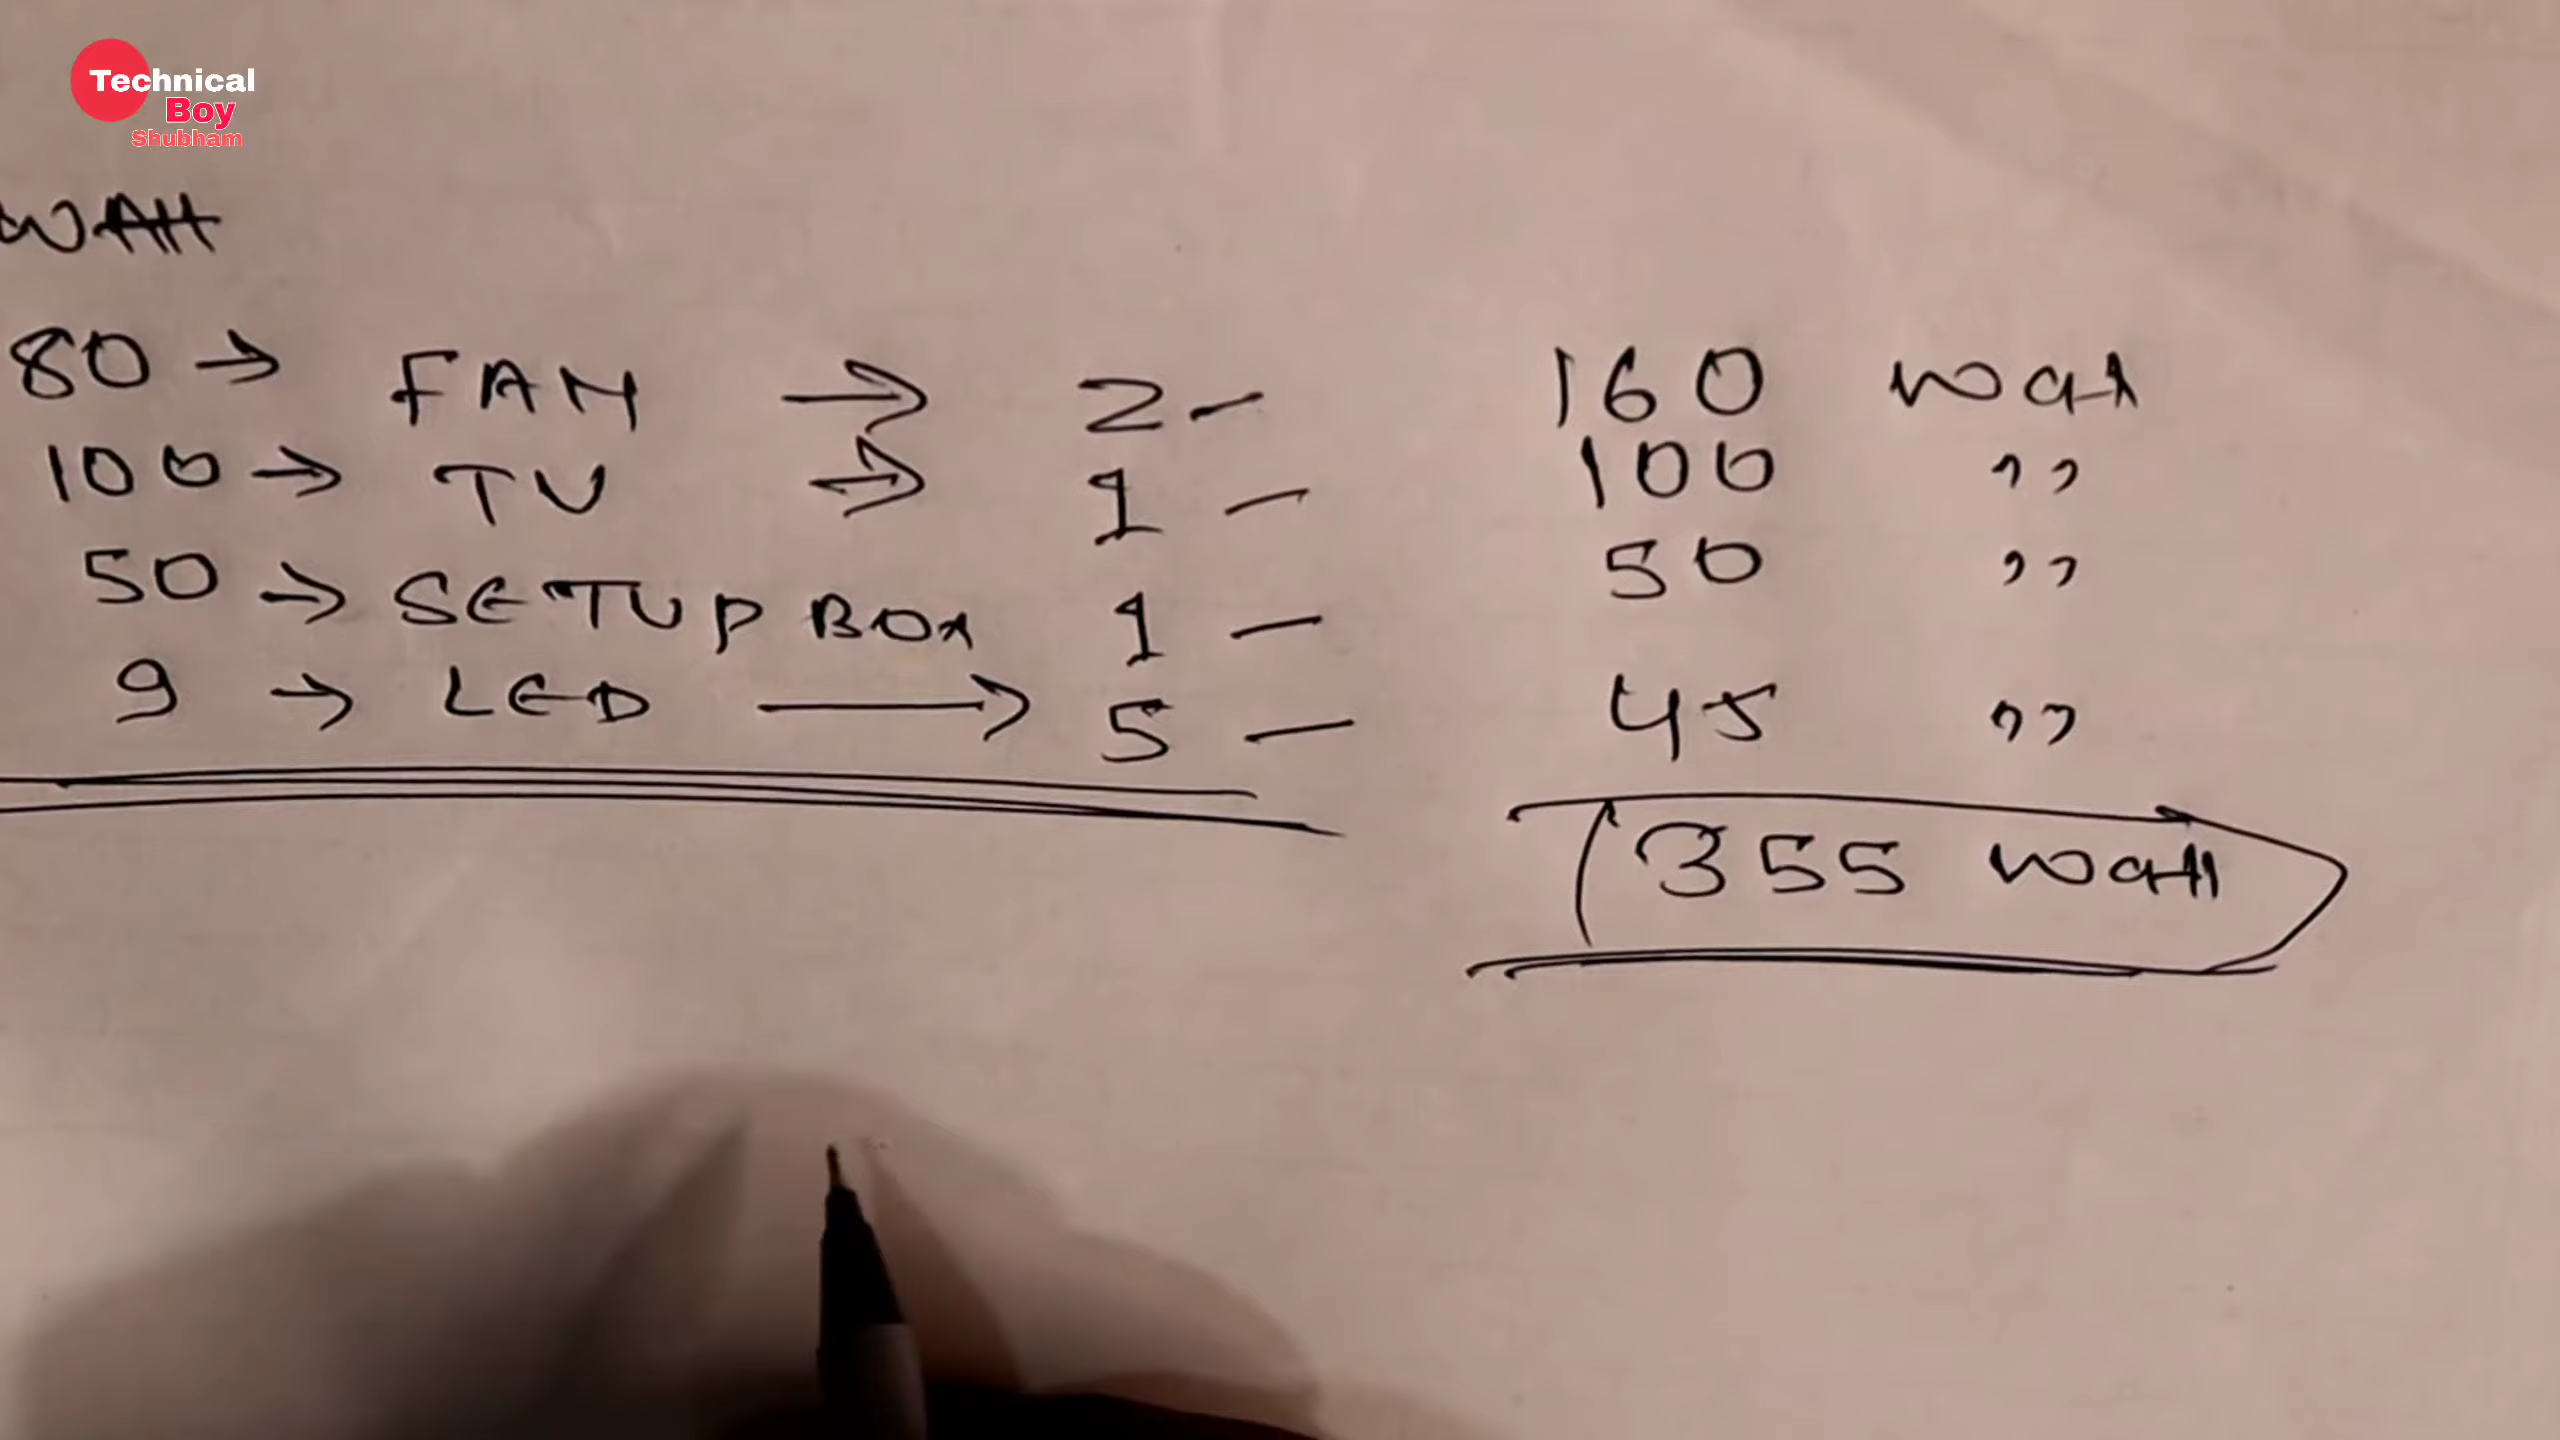 Technical
Boy
Shubham
WATT
80 → FAN → 2 - 160 watt
100 → TV → 1 - 100 ,,
50 → SETUP BOX 1 - 50 ,,
9 → LED → 5 - 45 ,,
355 watt